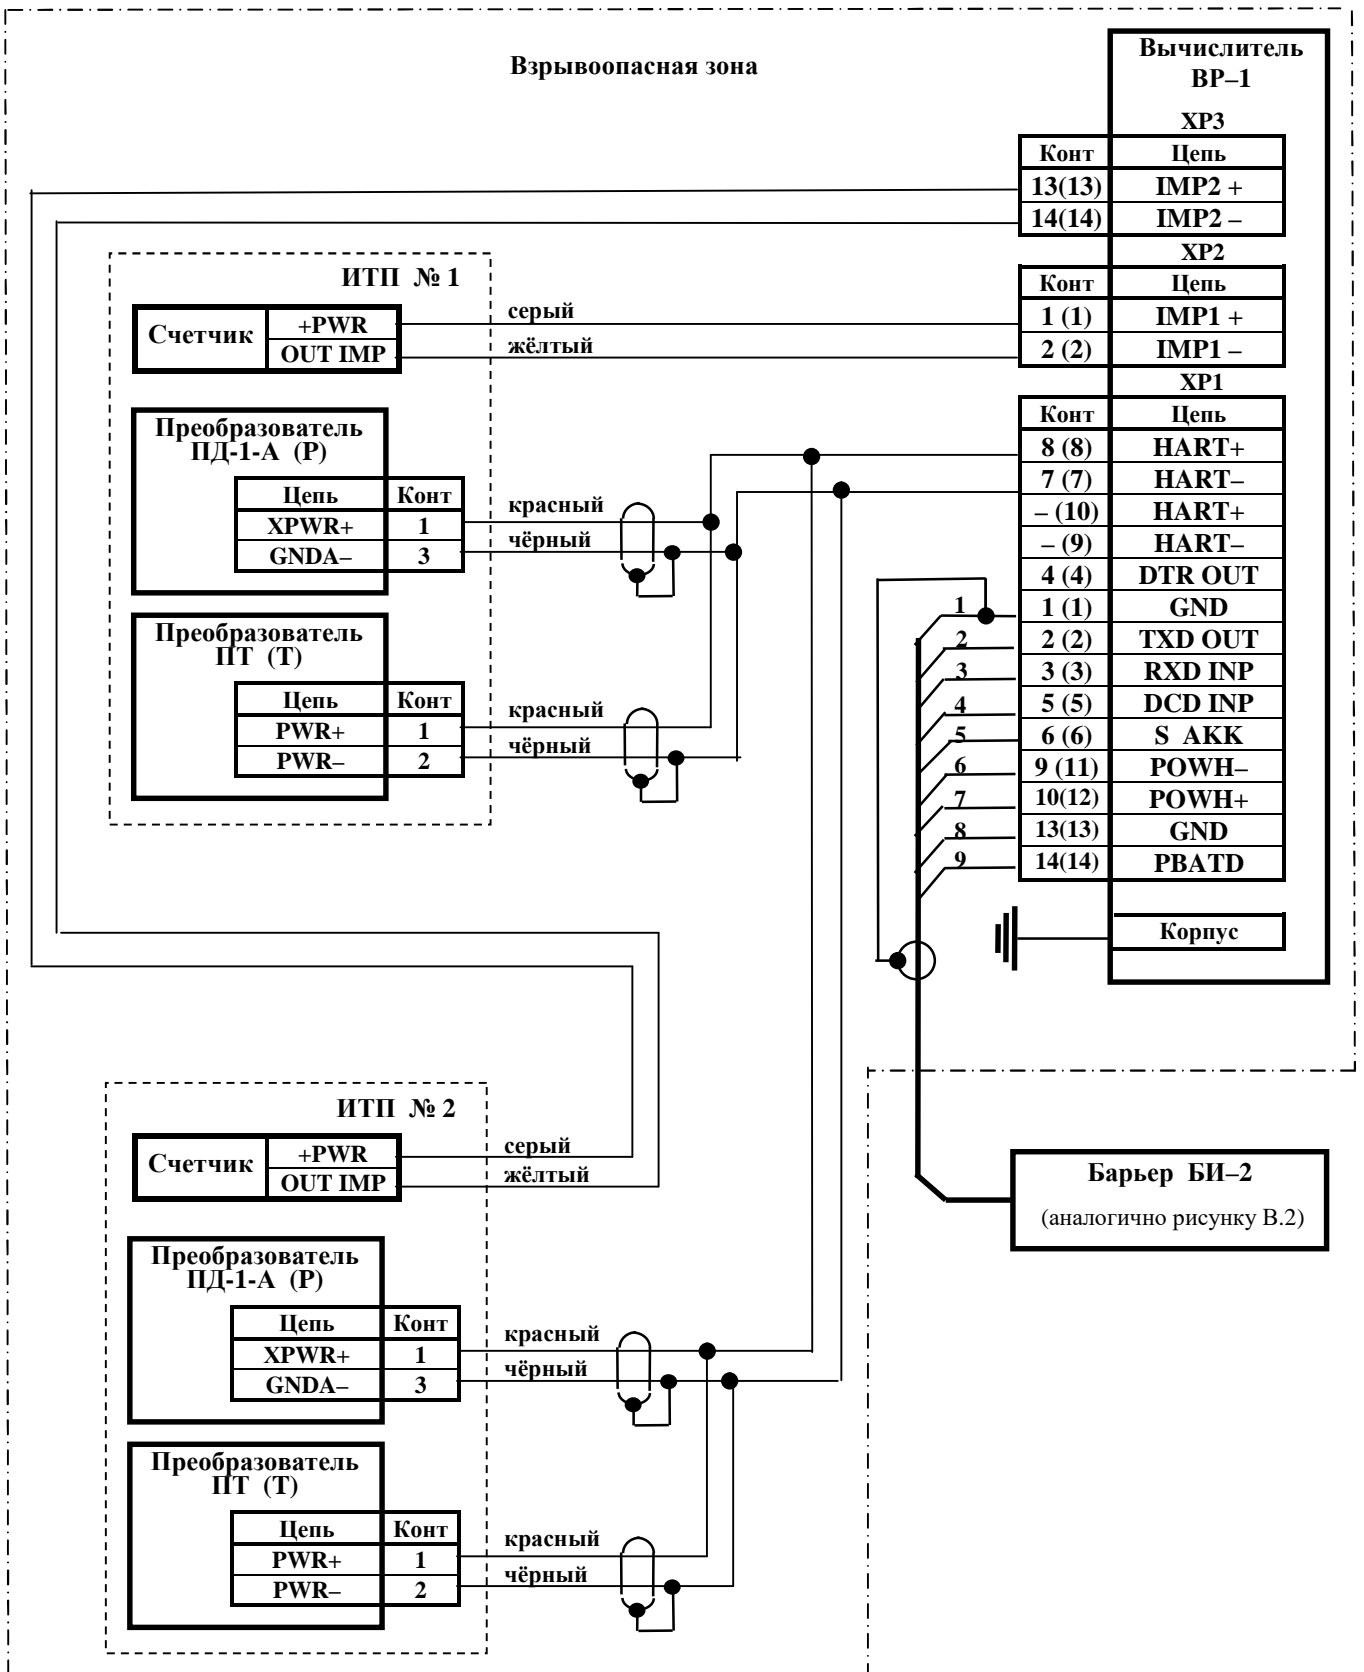 Взрывоопасная зона
Вычислитель
ВР–1
XP3
Конт Цепь
13(13) IMP2 +
14(14) IMP2 –
XP2
Конт Цепь
1 (1) IMP1 +
2 (2) IMP1 –
XP1
Конт Цепь
8 (8) HART+
7 (7) HART–
– (10) HART+
– (9) HART–
4 (4) DTR OUT
1 1 (1) GND
2 2 (2) TXD OUT
3 3 (3) RXD INP
4 5 (5) DCD INP
5 6 (6) S AKK
6 9 (11) POWH–
7 10(12) POWH+
8 13(13) GND
9 14(14) PBATD
Корпус
ИТП № 1
Счетчик
+PWR серый
OUT IMP жёлтый
Преобразователь
ПД-1-А (Р)
Цепь Конт
XPWR+ 1 красный
GNDA– 3 чёрный
Преобразователь
ПТ (Т)
Цепь Конт
PWR+ 1 красный
PWR– 2 чёрный
ИТП № 2
Счетчик
+PWR серый
OUT IMP жёлтый
Преобразователь
ПД-1-А (Р)
Цепь Конт
XPWR+ 1 красный
GNDA– 3 чёрный
Преобразователь
ПТ (Т)
Цепь Конт
PWR+ 1 красный
PWR– 2 чёрный
Барьер БИ–2
(аналогично рисунку В.2)